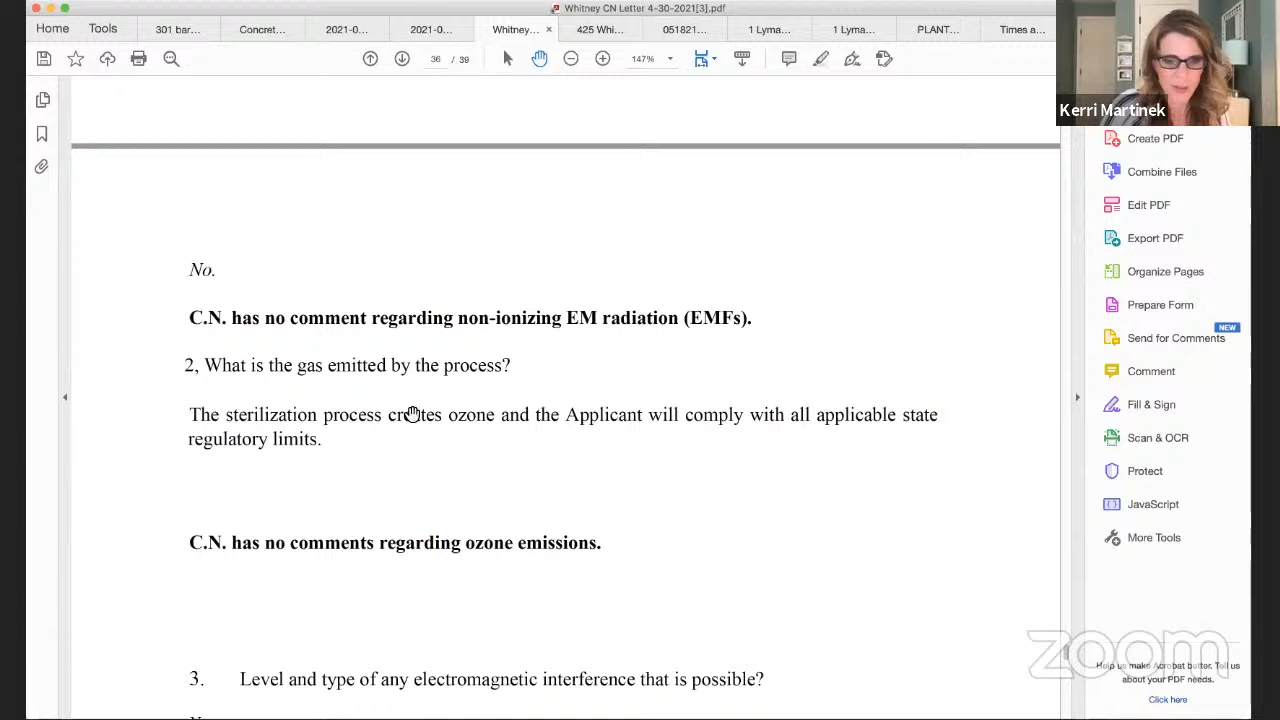 Whitney CN Letter 4-30-2021[3].pdf
Home Tools 301 bar... Concret... 2021-0... 2021-0... Whitney... × 425 Whi... 051821... 1 Lyma... 1 Lyma... PLANT... Times a...
36 / 147%
Kerri Martinek
Create PDF
Combine Files
Edit PDF
Export PDF
Organize Pages
Prepare Form
NEW
Send for Comments
Comment
Fill & Sign
Scan & OCR
Protect
JavaScript
More Tools
No.
C.N. has no comment regarding non-ionizing EM radiation (EMFs).
2, What is the gas emitted by the process?
The sterilization process creates ozone and the Applicant will comply with all applicable state
regulatory limits.
C.N. has no comments regarding ozone emissions.
3. Level and type of any electromagnetic interference that is possible?
zoom
Help us make Acrobat better. Tell us
about your PDF needs.
Click here